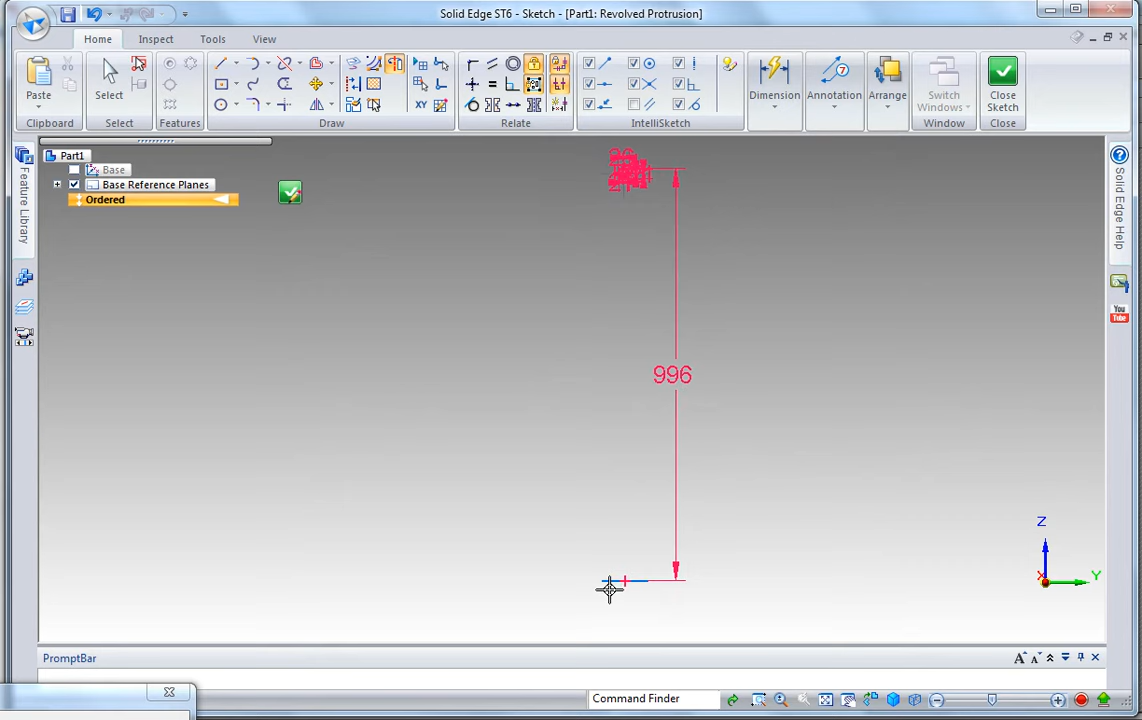 Solid Edge ST6 - Sketch - [Part1: Revolved Protrusion]
Home Inspect Tools View
Paste Select Dimension Annotation Arrange Switch Windows Close Sketch
Clipboard Select Features Draw Relate IntelliSketch Window Close
Part1
Base
Base Reference Planes
Ordered
Feature Library
Solid Edge Help
You Tube
996
Z
X Y
PromptBar
Command Finder